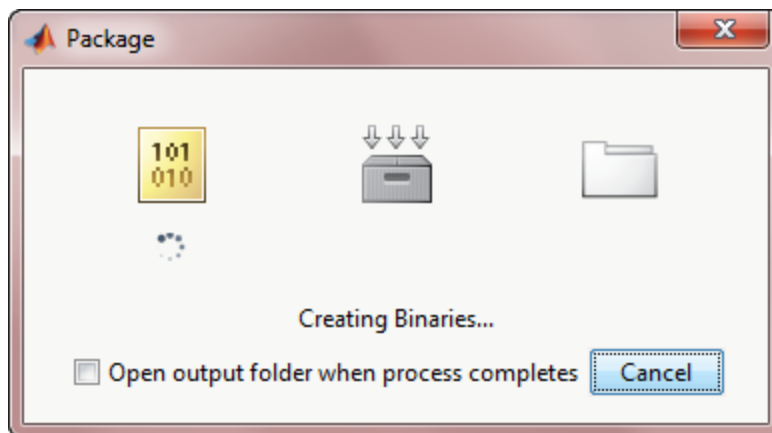 Package
101
010
Creating Binaries...
Open output folder when process completes
Cancel